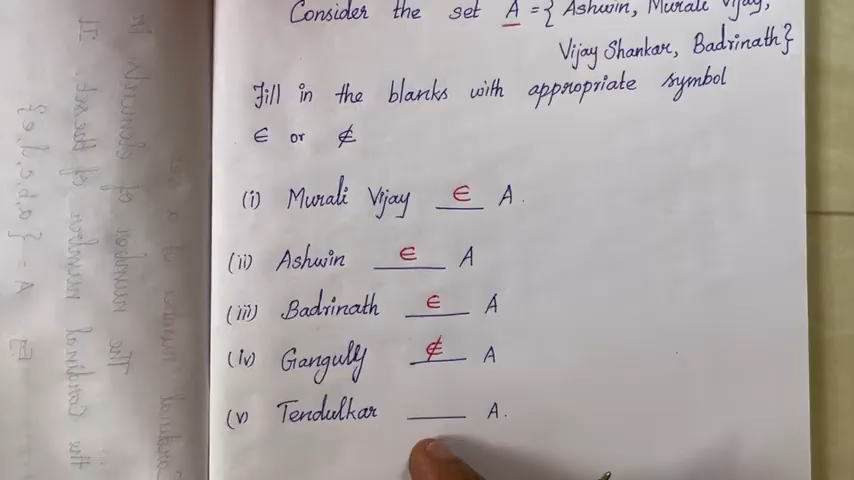 Consider the set A = { Ashwin, Murali Vijay,
Vijay Shankar, Badrinath}
Fill in the blanks with appropriate symbol
∈ or ∉
(i) Murali Vijay ∈ A.
(ii) Ashwin ∈ A
(iii) Badrinath ∈ A
(iv) Ganguly ∉ A
(v) Tendulkar ____ A.